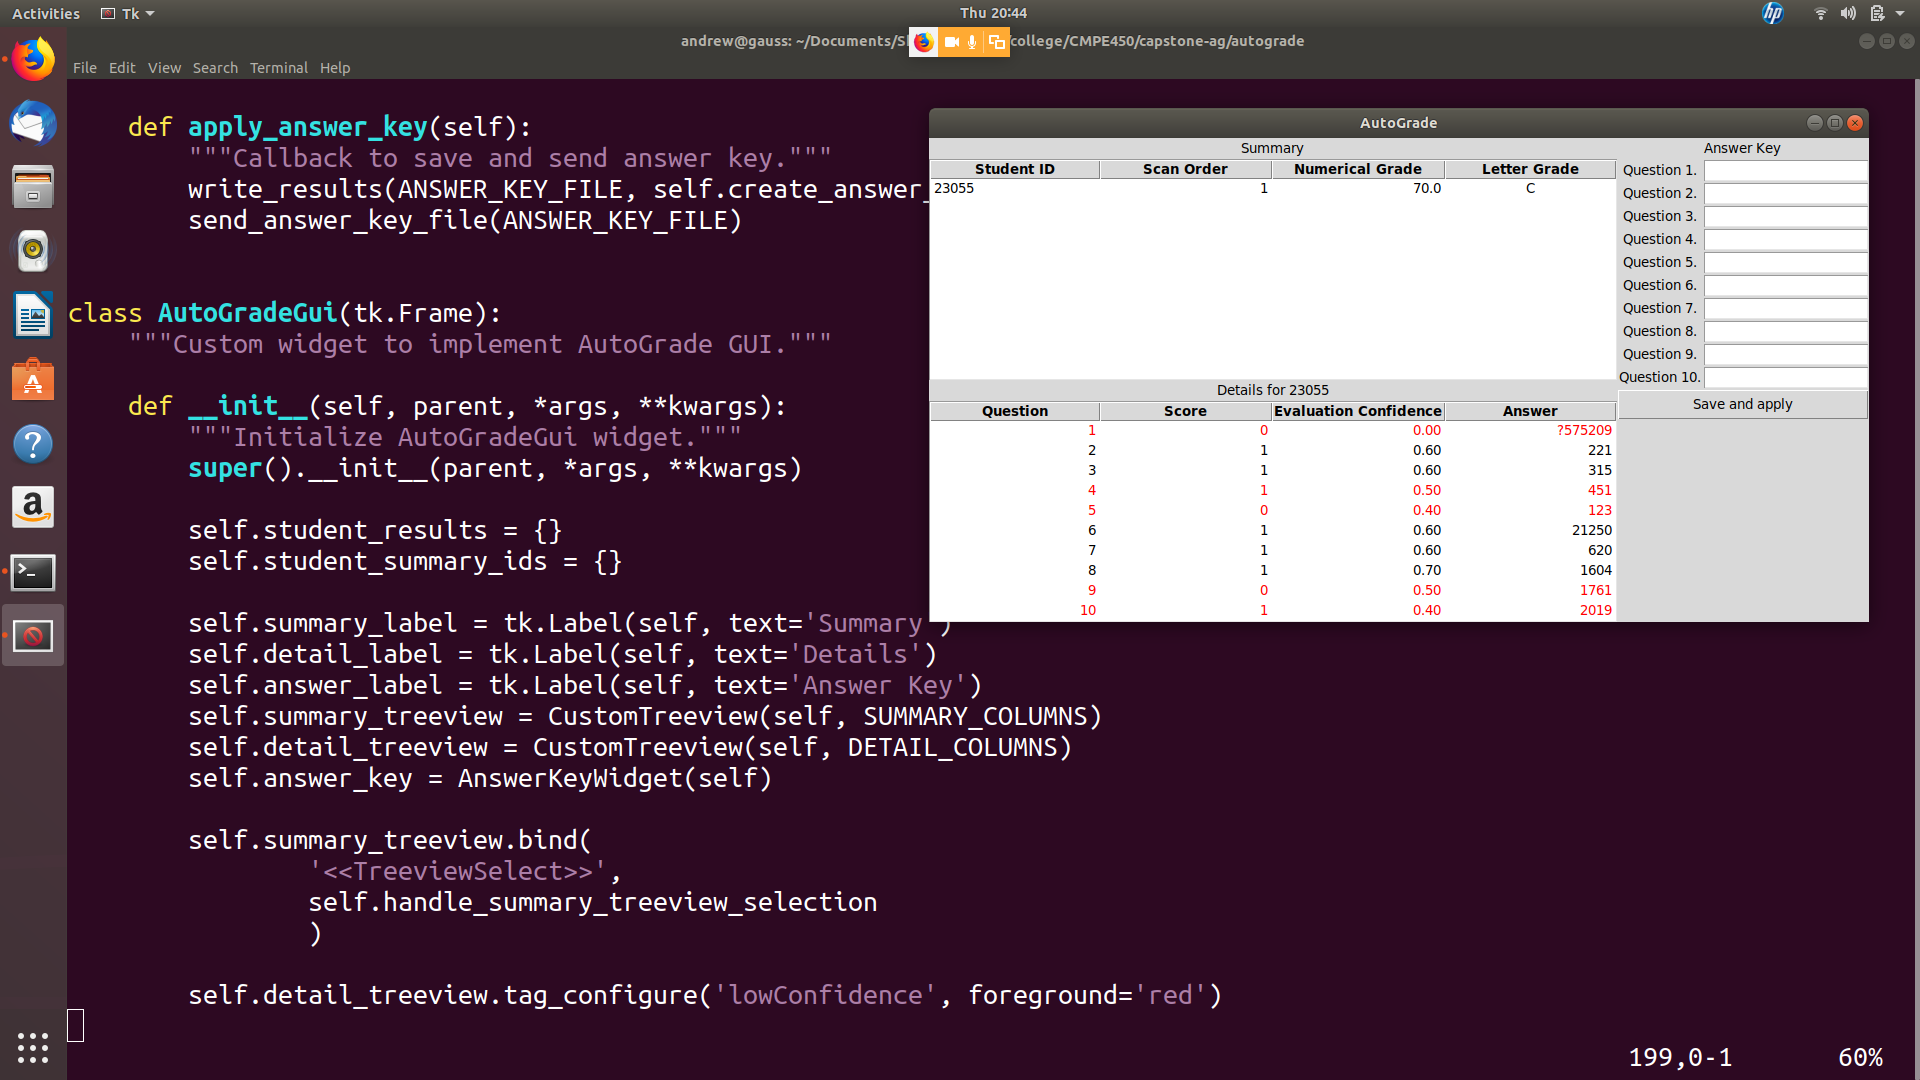 Activities Tk Thu 20:44
andrew@gauss: ~/Documents/S college/CMPE450/capstone-ag/autograde
File Edit View Search Terminal Help
def apply_answer_key(self):
"""Callback to save and send answer key."""
write_results(ANSWER_KEY_FILE, self.create_answer_
send_answer_key_file(ANSWER_KEY_FILE)
class AutoGradeGui(tk.Frame):
"""Custom widget to implement AutoGrade GUI."""
def __init__(self, parent, *args, **kwargs):
"""Initialize AutoGradeGui widget."""
super().__init__(parent, *args, **kwargs)
self.student_results = {}
self.student_summary_ids = {}
self.summary_label = tk.Label(self, text='Summary')
self.detail_label = tk.Label(self, text='Details')
self.answer_label = tk.Label(self, text='Answer Key')
self.summary_treeview = CustomTreeview(self, SUMMARY_COLUMNS)
self.detail_treeview = CustomTreeview(self, DETAIL_COLUMNS)
self.answer_key = AnswerKeyWidget(self)
self.summary_treeview.bind(
'<<TreeviewSelect>>',
self.handle_summary_treeview_selection
)
self.detail_treeview.tag_configure('lowConfidence', foreground='red')
199,0-1 60%
AutoGrade
Summary
Student ID Scan Order Numerical Grade Letter Grade
23055 1 70.0 C
Details for 23055
Question Score Evaluation Confidence Answer
1 0 0.00 ?575209
2 1 0.60 221
3 1 0.60 315
4 1 0.50 451
5 0 0.40 123
6 1 0.60 21250
7 1 0.60 620
8 1 0.70 1604
9 0 0.50 1761
10 1 0.40 2019
Answer Key
Question 1.
Question 2.
Question 3.
Question 4.
Question 5.
Question 6.
Question 7.
Question 8.
Question 9.
Question 10.
Save and apply
hp
a